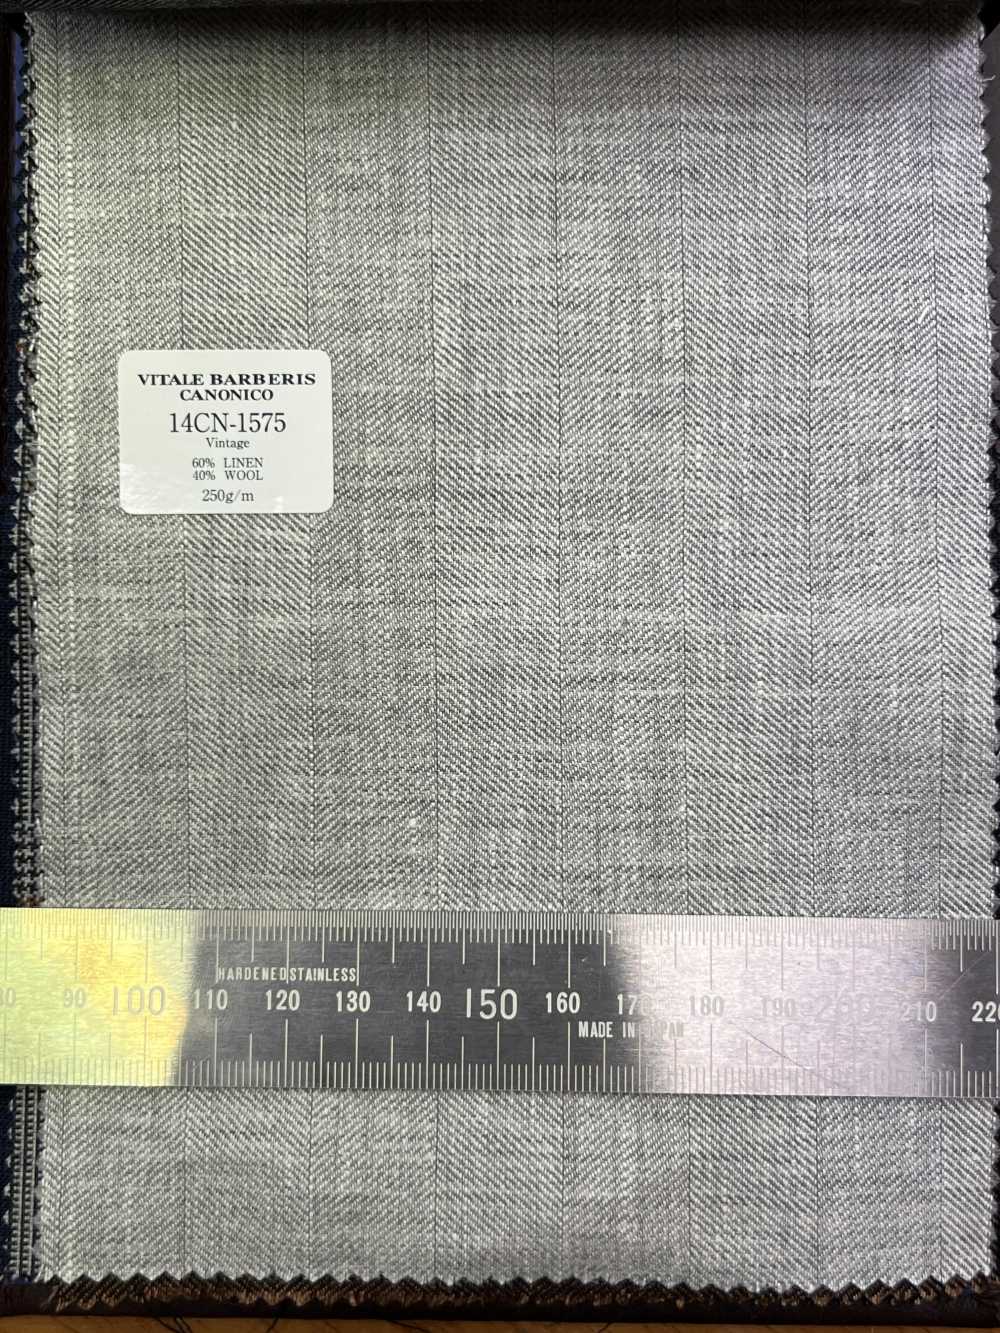 VITALE BARBERIS
CANONICO
14CN-1575
Vintage
60% LINEN
40% WOOL
250g/m
HARDENED STAINLESS
90 100 110 120 130 140 150 160 170 180 190 200 210 220
MADE IN JAPAN